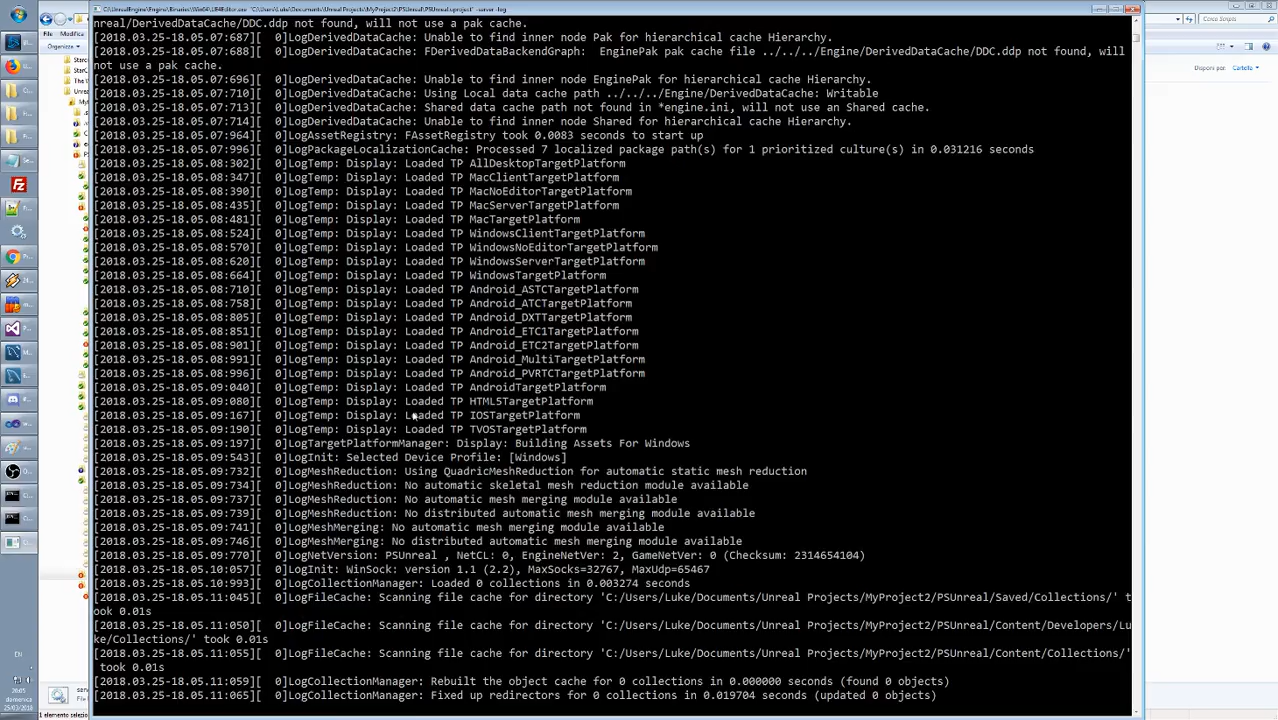 C:\UnrealEngine\Engine\Binaries\Win64\UE4Editor.exe "C:\Users\Luke\Documents\Unreal Projects\MyProject2\PSUnreal\PSUnreal.uproject" -server -log
File
Modifica
Organizza
Cerca Scripts
Disponi per:
Cartella
nreal/DerivedDataCache/DDC.ddp not found, will not use a pak cache.
LogDerivedDataCache: Unable to find inner node Pak for hierarchical cache Hierarchy.
EnginePak pak cache file ../../../Engine/DerivedDataCache/DDC.ddp not found, will
not use a pak cache.
[2018.03.25-18.05.07:696][  0]LogDerivedDataCache: Unable to find inner node EnginePak for hierarchical cache Hierarchy.
[2018.03.25-18.05.07:710][  0]LogDerivedDataCache: Using Local data cache path ../../../Engine/DerivedDataCache: Writable
[2018.03.25-18.05.07:713][  0]LogDerivedDataCache: Shared data cache path not found in *engine.ini, will not use an Shared cache.
[2018.03.25-18.05.07:714][  0]LogDerivedDataCache: Unable to find inner node Shared for hierarchical cache Hierarchy.
[2018.03.25-18.05.07:964][  0]LogAssetRegistry: FAssetRegistry took 0.0083 seconds to start up
[2018.03.25-18.05.07:996][  0]LogPackageLocalizationCache: Processed 7 localized package path(s) for 1 prioritized culture(s) in 0.031216 seconds
[2018.03.25-18.05.08:302][  0]LogTemp: Display: Loaded TP AllDesktopTargetPlatform
[2018.03.25-18.05.08:347][  0]LogTemp: Display: Loaded TP MacClientTargetPlatform
[2018.03.25-18.05.08:390][  0]LogTemp: Display: Loaded TP MacNoEditorTargetPlatform
[2018.03.25-18.05.08:435][  0]LogTemp: Display: Loaded TP MacServerTargetPlatform
[2018.03.25-18.05.08:481][  0]LogTemp: Display: Loaded TP MacTargetPlatform
[2018.03.25-18.05.08:524][  0]LogTemp: Display: Loaded TP WindowsClientTargetPlatform
[2018.03.25-18.05.08:570][  0]LogTemp: Display: Loaded TP WindowsNoEditorTargetPlatform
[2018.03.25-18.05.08:620][  0]LogTemp: Display: Loaded TP WindowsServerTargetPlatform
[2018.03.25-18.05.08:664][  0]LogTemp: Display: Loaded TP WindowsTargetPlatform
[2018.03.25-18.05.08:710][  0]LogTemp: Display: Loaded TP Android_ASTCTargetPlatform
[2018.03.25-18.05.08:758][  0]LogTemp: Display: Loaded TP Android_ATCTargetPlatform
[2018.03.25-18.05.08:805][  0]LogTemp: Display: Loaded TP Android_DXTTargetPlatform
[2018.03.25-18.05.08:851][  0]LogTemp: Display: Loaded TP Android_ETC1TargetPlatform
[2018.03.25-18.05.08:901][  0]LogTemp: Display: Loaded TP Android_ETC2TargetPlatform
[2018.03.25-18.05.08:991][  0]LogTemp: Display: Loaded TP Android_MultiTargetPlatform
[2018.03.25-18.05.08:996][  0]LogTemp: Display: Loaded TP Android_PVRTCTargetPlatform
[2018.03.25-18.05.09:040][  0]LogTemp: Display: Loaded TP AndroidTargetPlatform
[2018.03.25-18.05.09:080][  0]LogTemp: Display: Loaded TP HTML5TargetPlatform
[2018.03.25-18.05.09:167][  0]LogTemp: Display: Loaded TP IOSTargetPlatform
[2018.03.25-18.05.09:190][  0]LogTemp: Display: Loaded TP TVOSTargetPlatform
[2018.03.25-18.05.09:197][  0]LogTargetPlatformManager: Display: Building Assets For Windows
[2018.03.25-18.05.09:543][  0]LogInit: Selected Device Profile: [Windows]
[2018.03.25-18.05.09:732][  0]LogMeshReduction: Using QuadricMeshReduction for automatic static mesh reduction
[2018.03.25-18.05.09:734][  0]LogMeshReduction: No automatic skeletal mesh reduction module available
[2018.03.25-18.05.09:737][  0]LogMeshReduction: No automatic mesh merging module available
[2018.03.25-18.05.09:739][  0]LogMeshReduction: No distributed automatic mesh merging module available
[2018.03.25-18.05.09:741][  0]LogMeshMerging: No automatic mesh merging module available
[2018.03.25-18.05.09:746][  0]LogMeshMerging: No distributed automatic mesh merging module available
[2018.03.25-18.05.09:770][  0]LogNetVersion: PSUnreal , NetCL: 0, EngineNetVer: 2, GameNetVer: 0 (Checksum: 2314654104)
[2018.03.25-18.05.10:057][  0]LogInit: WinSock: version 1.1 (2.2), MaxSocks=32767, MaxUdp=65467
[2018.03.25-18.05.10:993][  0]LogCollectionManager: Loaded 0 collections in 0.003274 seconds
[2018.03.25-18.05.11:045][  0]LogFileCache: Scanning file cache for directory 'C:/Users/Luke/Documents/Unreal Projects/MyProject2/PSUnreal/Saved/Collections/' t
ook 0.01s
[2018.03.25-18.05.11:050][  0]LogFileCache: Scanning file cache for directory 'C:/Users/Luke/Documents/Unreal Projects/MyProject2/PSUnreal/Content/Developers/Lu
ke/Collections/' took 0.01s
[2018.03.25-18.05.11:055][  0]LogFileCache: Scanning file cache for directory 'C:/Users/Luke/Documents/Unreal Projects/MyProject2/PSUnreal/Content/Collections/'
took 0.01s
[2018.03.25-18.05.11:059][  0]LogCollectionManager: Rebuilt the object cache for 0 collections in 0.000000 seconds (found 0 objects)
[2018.03.25-18.05.11:059][  0]LogCollectionManager: Fixed up redirectors for 0 collections in 0.011704 seconds (updated 0 objects)
EN
20:05
domenica
25/03/2018
1 elemento selezio